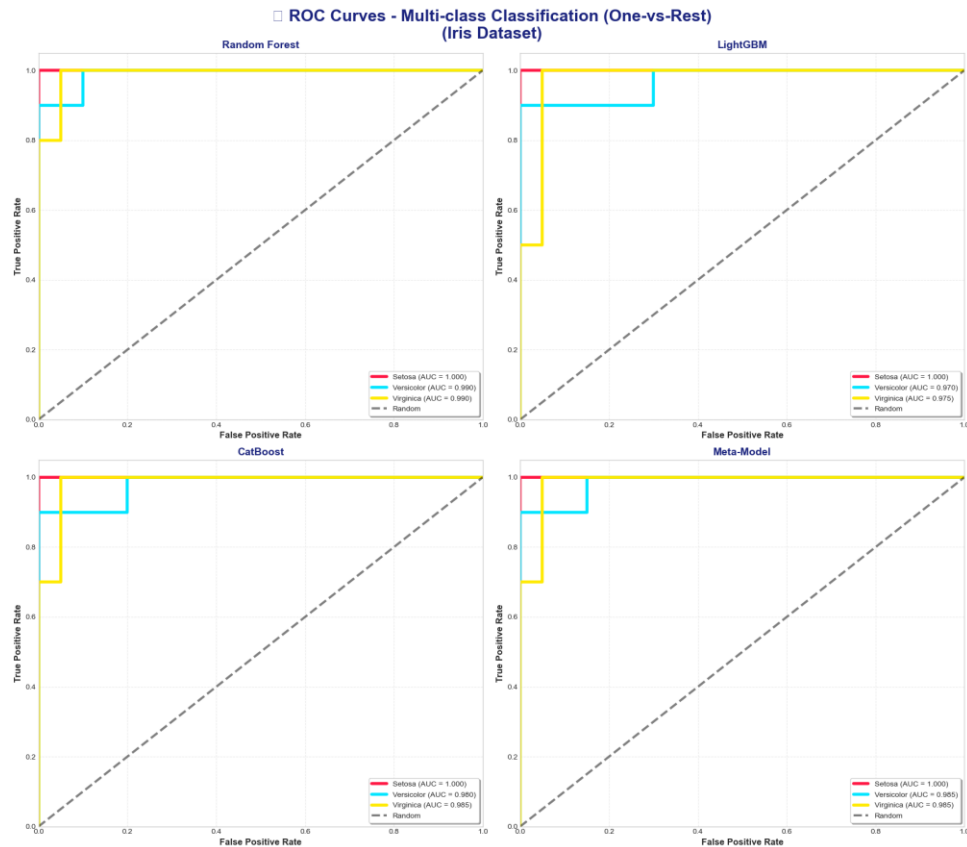 □ ROC Curves - Multi-class Classification (One-vs-Rest)
(Iris Dataset)
Random Forest
True Positive Rate
1.0
0.8
0.6
0.4
0.2
0.0
0.0 0.2 0.4 0.6 0.8 1.0
False Positive Rate
Setosa (AUC = 1.000)
Versicolor (AUC = 0.990)
Virginica (AUC = 0.990)
Random
LightGBM
True Positive Rate
1.0
0.8
0.6
0.4
0.2
0.0
0.0 0.2 0.4 0.6 0.8 1.0
False Positive Rate
Setosa (AUC = 1.000)
Versicolor (AUC = 0.970)
Virginica (AUC = 0.975)
Random
CatBoost
True Positive Rate
1.0
0.8
0.6
0.4
0.2
0.0
0.0 0.2 0.4 0.6 0.8 1.0
False Positive Rate
Setosa (AUC = 1.000)
Versicolor (AUC = 0.980)
Virginica (AUC = 0.985)
Random
Meta-Model
True Positive Rate
1.0
0.8
0.6
0.4
0.2
0.0
0.0 0.2 0.4 0.6 0.8 1.0
False Positive Rate
Setosa (AUC = 1.000)
Versicolor (AUC = 0.985)
Virginica (AUC = 0.985)
Random